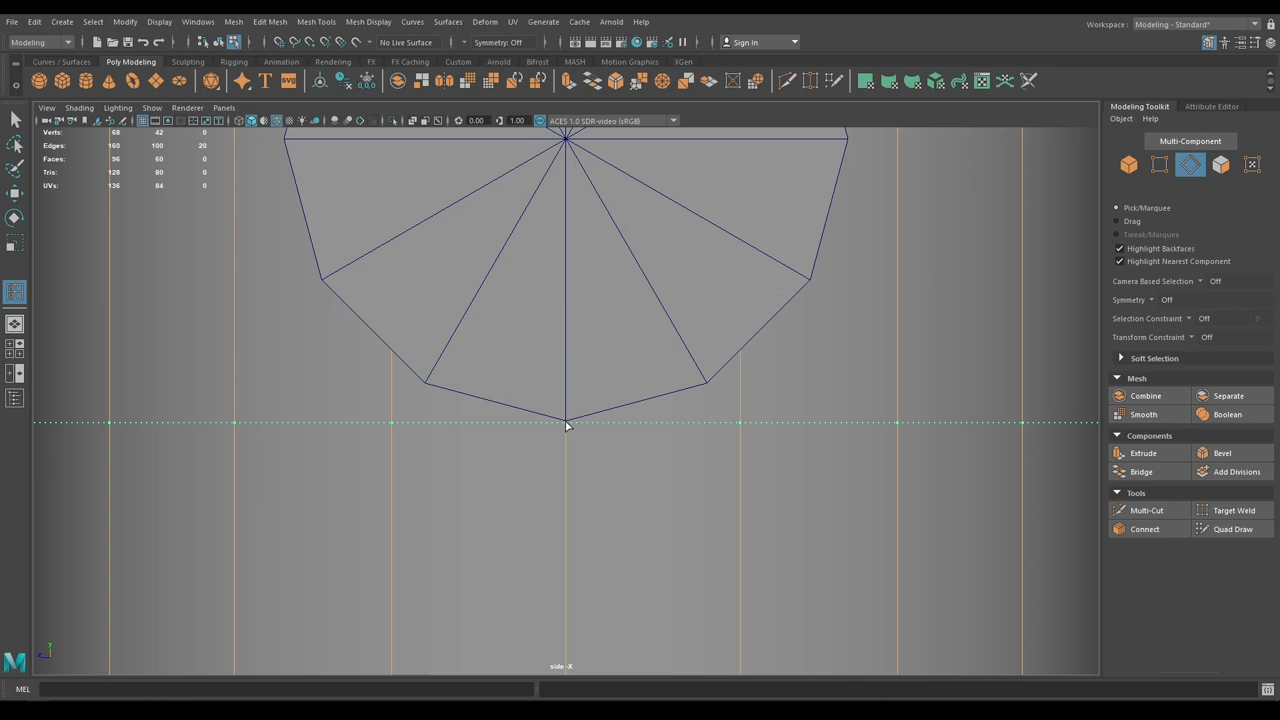 File Edit Create Select Modify Display Windows Mesh Edit Mesh Mesh Tools Mesh Display Curves Surfaces Deform UV Generate Cache Arnold Help
Workspace : Modeling - Standard*
Modeling No Live Surface Symmetry: Off Sign In
Curves / Surfaces Poly Modeling Sculpting Rigging Animation Rendering FX FX Caching Custom Arnold Bifrost MASH Motion Graphics XGen
SVG
View Shading Lighting Show Renderer Panels
0.00 1.00 ACES 1.0 SDR-video (sRGB)
Verts: 68 42 0
Edges: 160 100 20
Faces: 96 60 0
Tris: 128 80 0
UVs: 136 84 0
side -X
y
z
Modeling Toolkit Attribute Editor
Object Help
Multi-Component
Pick/Marquee
Drag
Tweak/Marquee
Highlight Backfaces
Highlight Nearest Component
Camera Based Selection Off
Symmetry Off
Selection Constraint Off 0
Transform Constraint Off
Soft Selection
Mesh
Combine Separate
Smooth Boolean
Components
Extrude Bevel
Bridge Add Divisions
Tools
Multi-Cut Target Weld
Connect Quad Draw
M
MEL